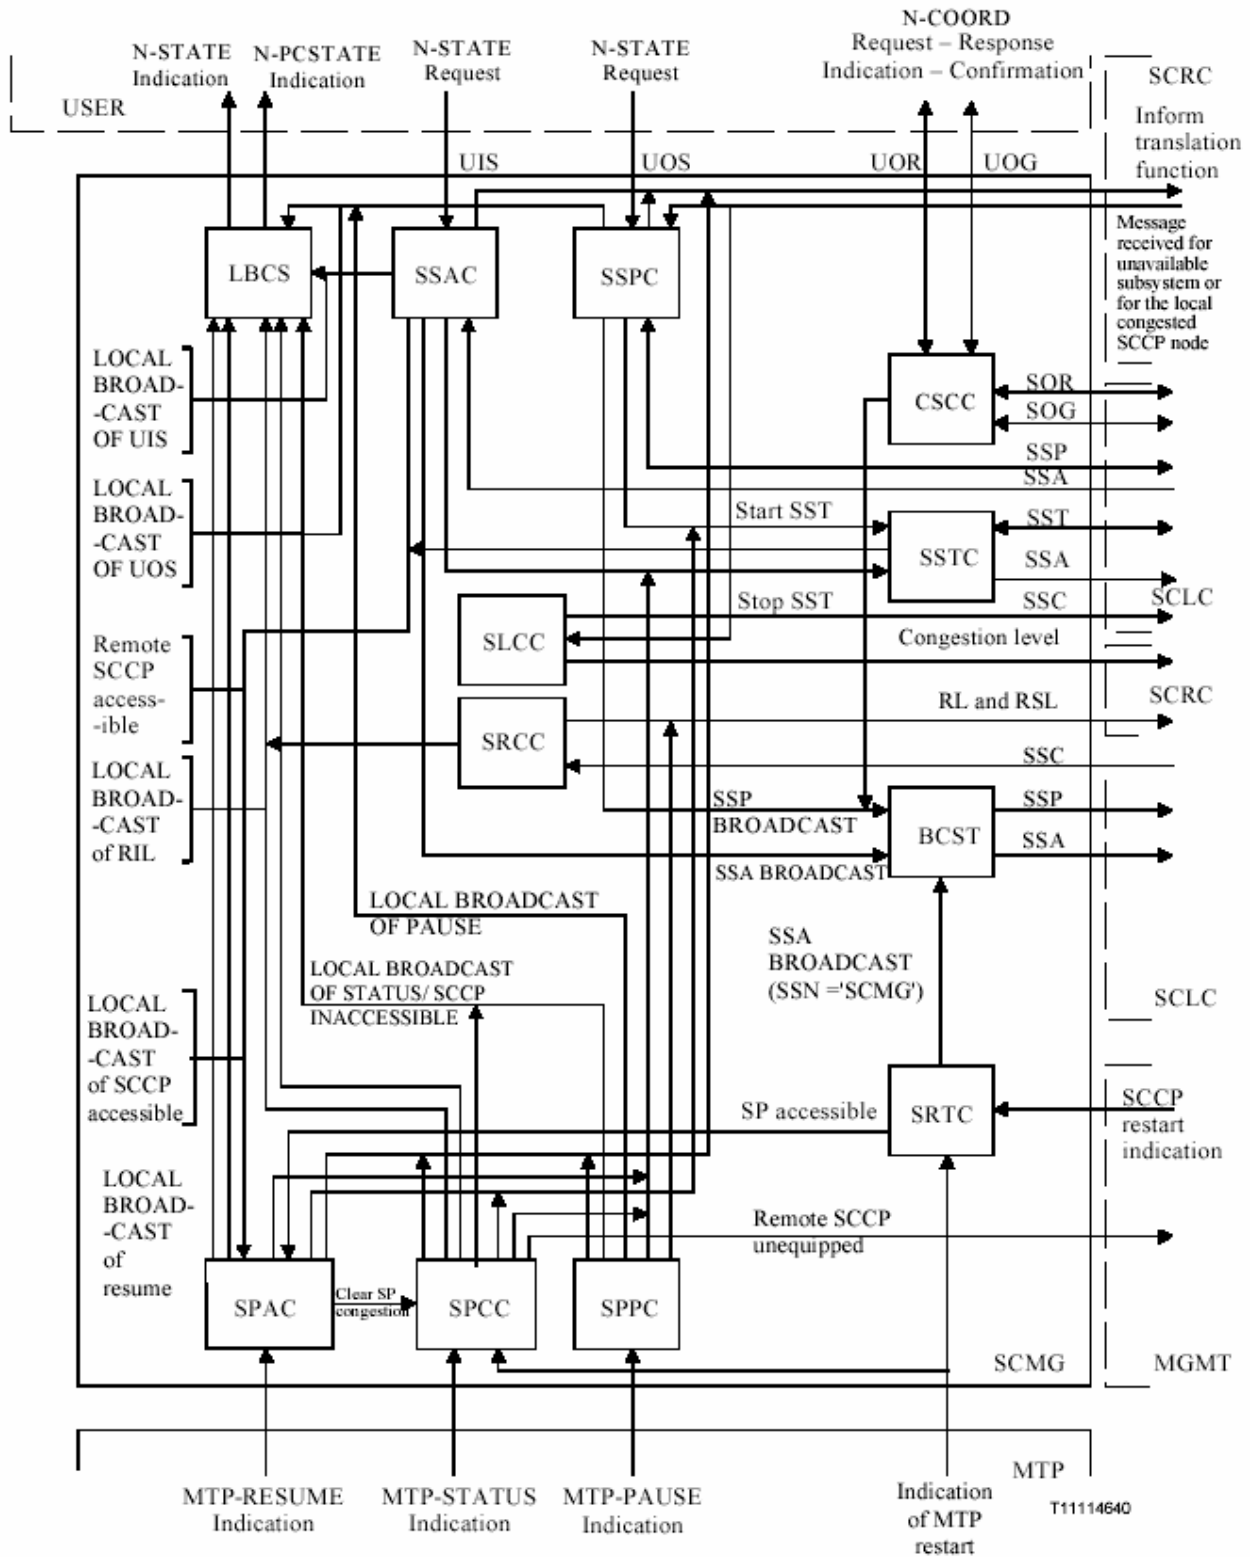 N-COORD
N-STATE
Indication
N-PCSTATE
Indication
N-STATE
Request
N-STATE
Request
Request – Response
Indication – Confirmation
SCRC
USER
Inform
translation
function
UIS
UOS
UOR
UOG
Message
received for
unavailable
subsystem or
for the local
congested
SCCP node
LBCS
SSAC
SSPC
LOCAL
BROAD-
-CAST
OF UIS
CSCC
SOR
SOG
SSP
SSA
LOCAL
BROAD-
-CAST
OF UOS
Start SST
SSTC
SST
SSA
Stop SST
SSC
SCLC
SLCC
Congestion level
Remote
SCCP
access-
-ible
SCRC
RL and RSL
SRCC
SSC
LOCAL
BROAD-
-CAST
of RIL
SSP
BROADCAST
BCST
SSP
SSA
SSA BROADCAST
LOCAL BROADCAST
OF PAUSE
SSA
BROADCAST
(SSN ='SCMG')
LOCAL BROADCAST
OF STATUS/ SCCP
INACCESSIBLE
SCLC
LOCAL
BROAD-
-CAST
of SCCP
accessible
SP accessible
SRTC
SCCP
restart
indication
LOCAL
BROAD-
-CAST
of
resume
Remote SCCP
unequipped
SPAC
Clear SP
congestion
SPCC
SPPC
SCMG
MGMT
MTP
MTP-RESUME
Indication
MTP-STATUS
Indication
MTP-PAUSE
Indication
Indication
of MTP
restart
T11114640